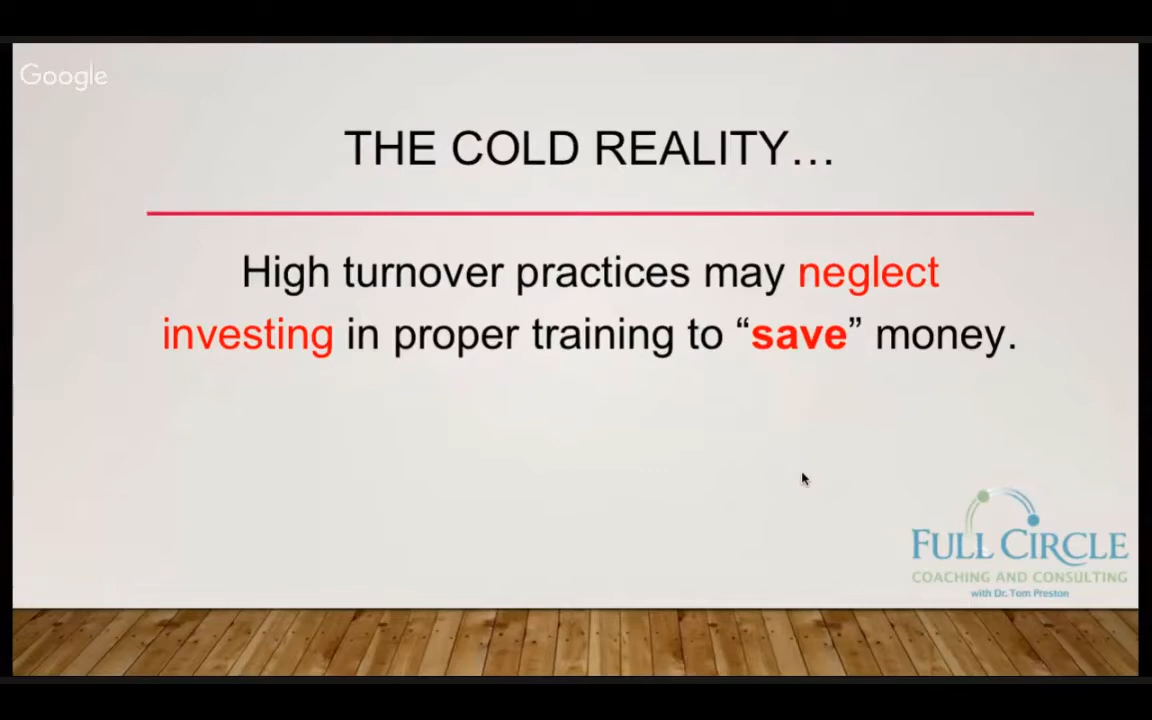 Google
THE COLD REALITY…
High turnover practices may neglect
investing in proper training to “save” money.
FULL CIRCLE
COACHING AND CONSULTING
with Dr. Tom Preston